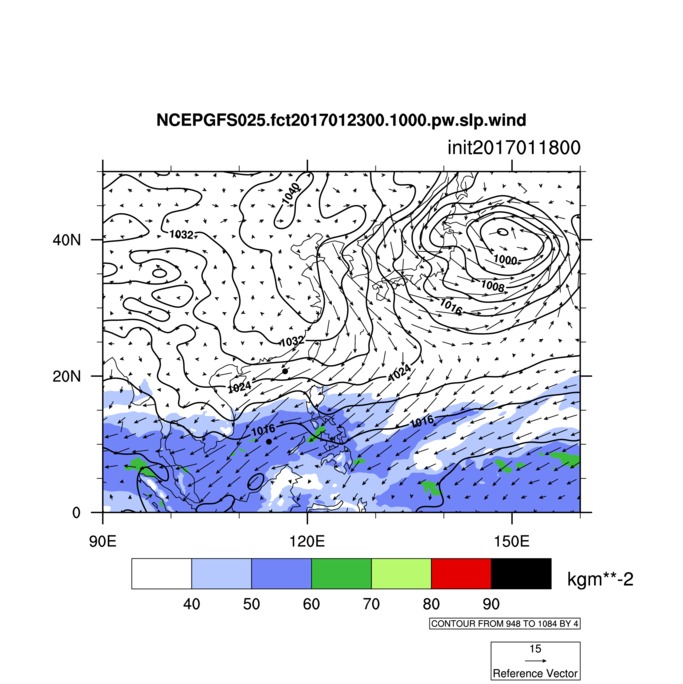 NCEPGFS025.fct2017012300.1000.pw.slp.wind
init2017011800
1040
1032
40N
1000
1008
1016
1032
1024
20N
1024
1016
1016
0
90E 120E 150E
40 50 60 70 80 90
kgm**-2
CONTOUR FROM 948 TO 1084 BY 4
15
Reference Vector